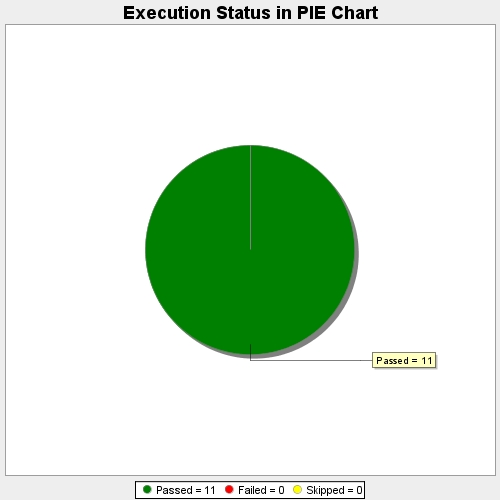 Execution Status in PIE Chart
Passed = 11
Passed = 11 Failed = 0 Skipped = 0